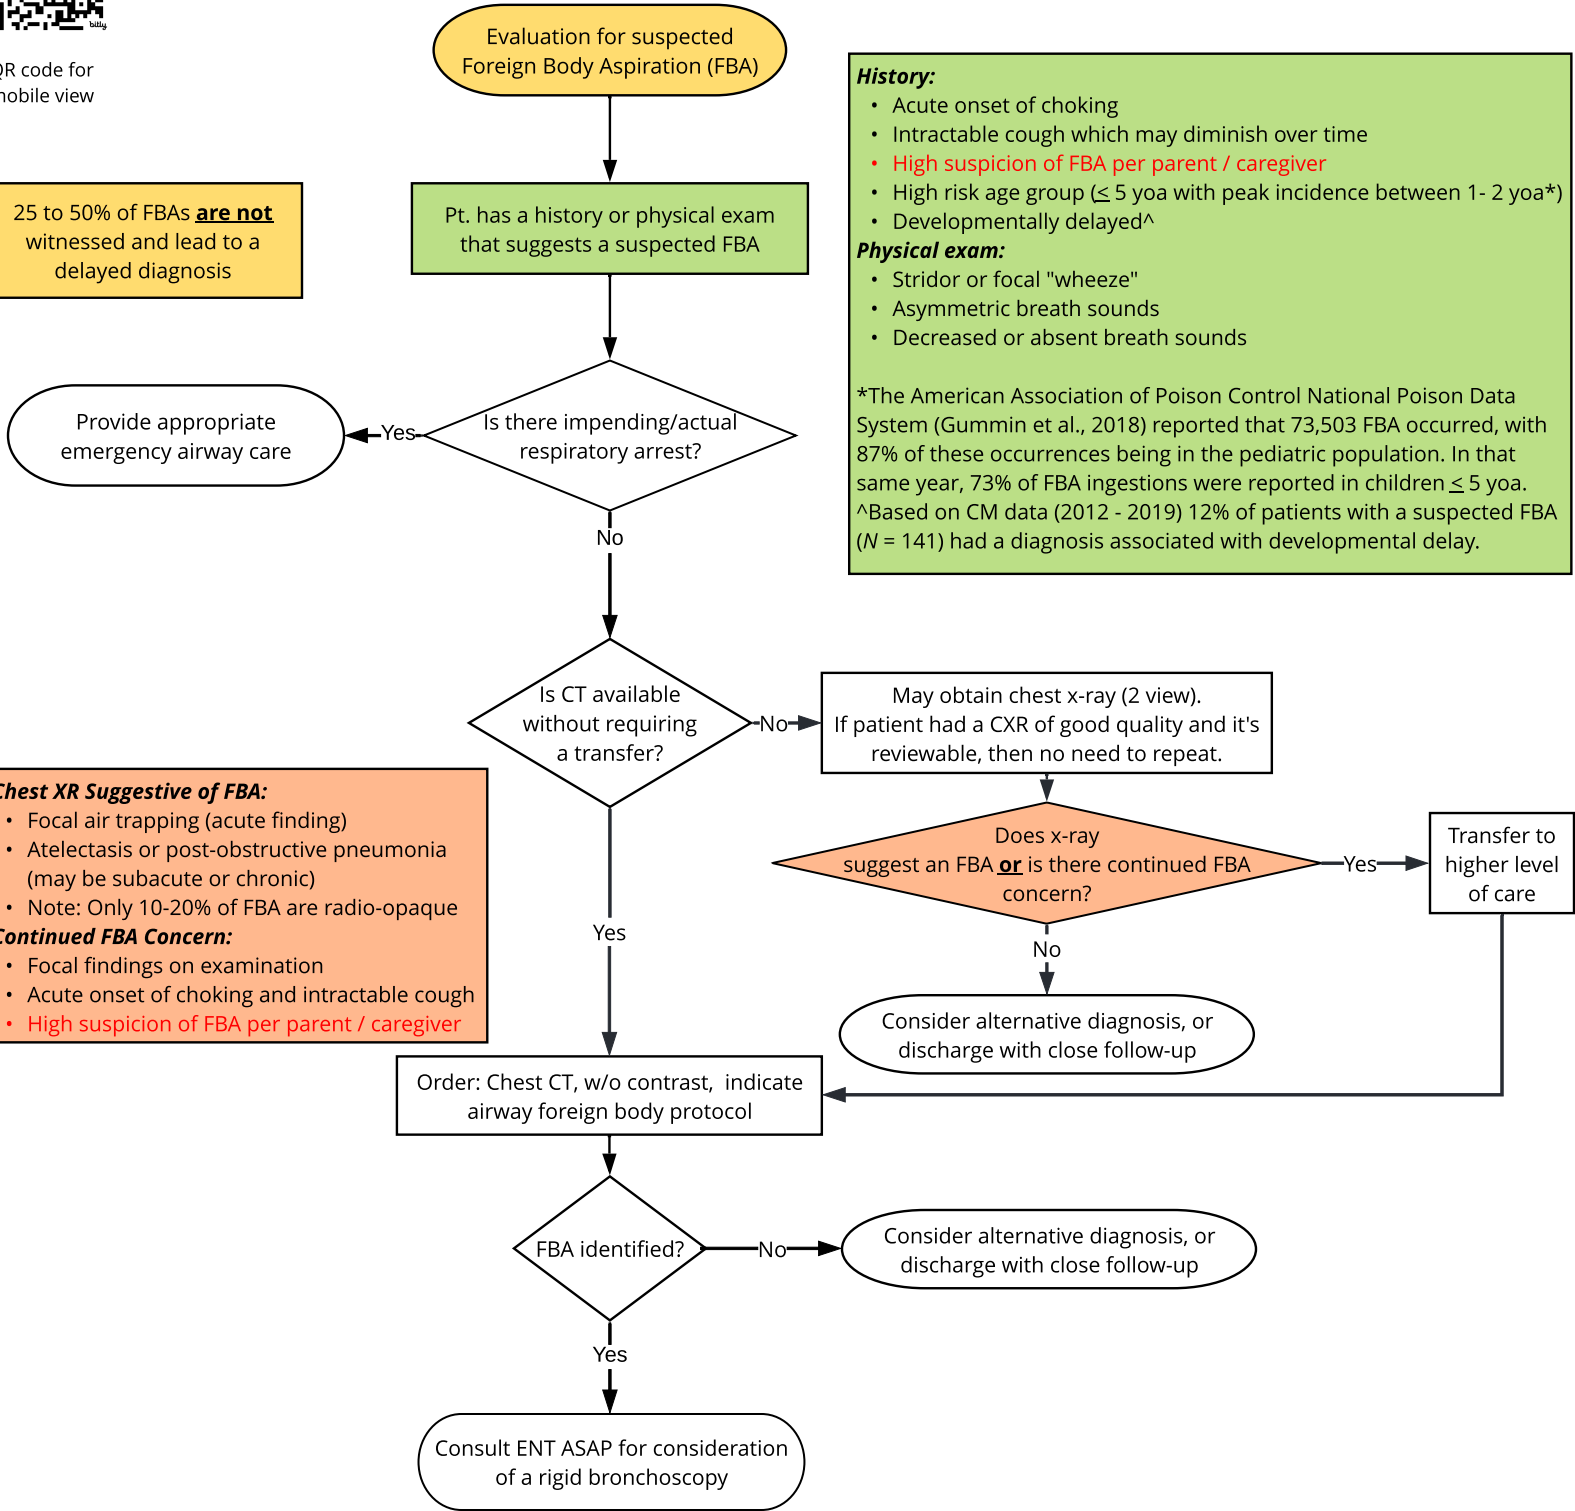 bitly
QR code for
mobile view
Evaluation for suspected
Foreign Body Aspiration (FBA)
History:
• Acute onset of choking
• Intractable cough which may diminish over time
• High suspicion of FBA per parent / caregiver
• High risk age group (≤ 5 yoa with peak incidence between 1- 2 yoa*)
• Developmentally delayed^
Physical exam:
• Stridor or focal "wheeze"
• Asymmetric breath sounds
• Decreased or absent breath sounds
*The American Association of Poison Control National Poison Data
System (Gummin et al., 2018) reported that 73,503 FBA occurred, with
87% of these occurrences being in the pediatric population. In that
same year, 73% of FBA ingestions were reported in children ≤ 5 yoa.
^Based on CM data (2012 - 2019) 12% of patients with a suspected FBA
(N = 141) had a diagnosis associated with developmental delay.
25 to 50% of FBAs are not
witnessed and lead to a
delayed diagnosis
Pt. has a history or physical exam
that suggests a suspected FBA
Is there impending/actual
respiratory arrest?
Yes
Provide appropriate
emergency airway care
No
Is CT available
without requiring
a transfer?
No
May obtain chest x-ray (2 view).
If patient had a CXR of good quality and it's
reviewable, then no need to repeat.
Does x-ray
suggest an FBA or is there continued FBA
concern?
Yes
Transfer to
higher level
of care
No
Consider alternative diagnosis, or
discharge with close follow-up
Chest XR Suggestive of FBA:
• Focal air trapping (acute finding)
• Atelectasis or post-obstructive pneumonia
(may be subacute or chronic)
• Note: Only 10-20% of FBA are radio-opaque
Continued FBA Concern:
• Focal findings on examination
• Acute onset of choking and intractable cough
• High suspicion of FBA per parent / caregiver
Yes
Order: Chest CT, w/o contrast, indicate
airway foreign body protocol
FBA identified?
No
Consider alternative diagnosis, or
discharge with close follow-up
Yes
Consult ENT ASAP for consideration
of a rigid bronchoscopy